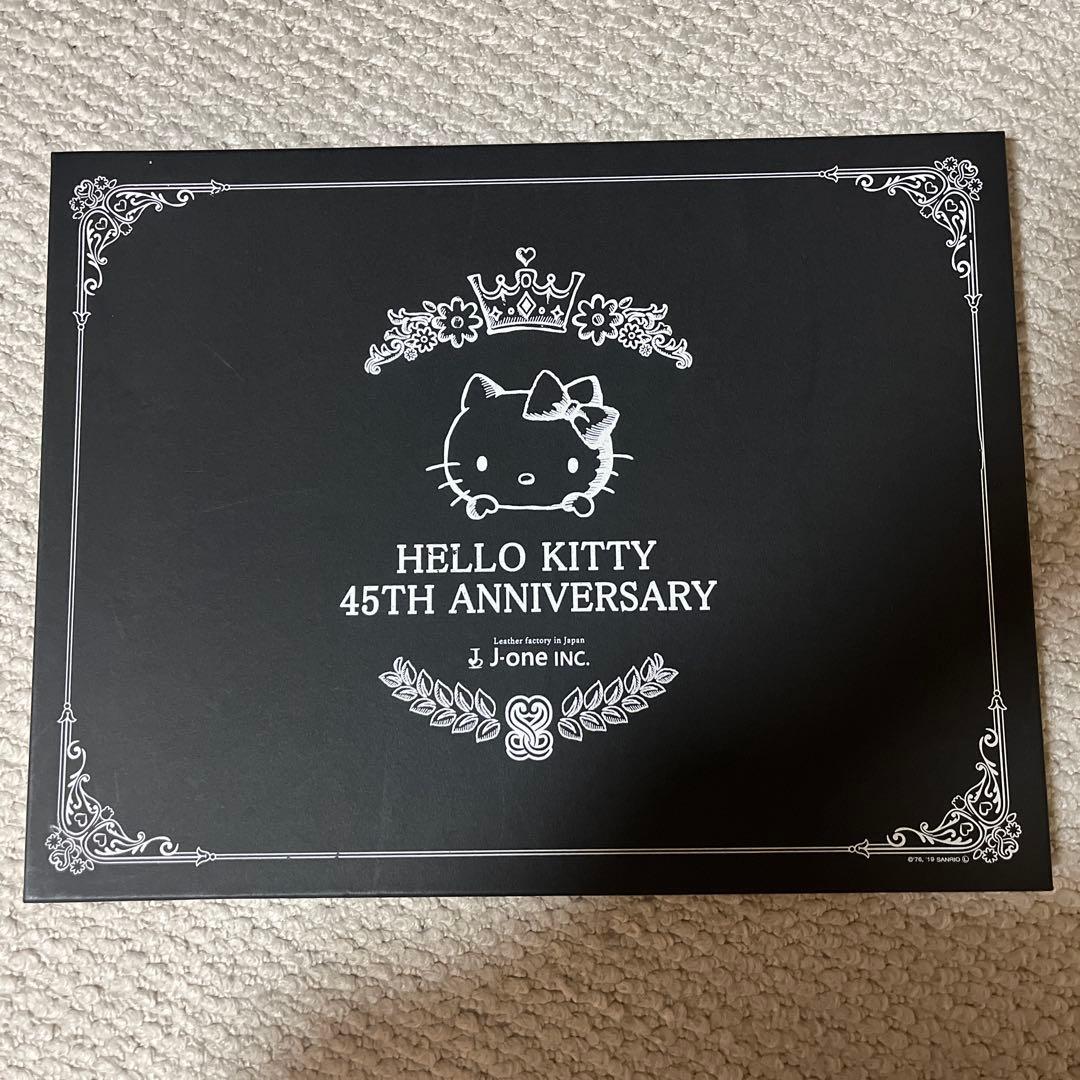 HELLO KITTY
45TH ANNIVERSARY
Leather factory in Japan
J-one INC.
©'76, '19 SANRIO Ⓛ